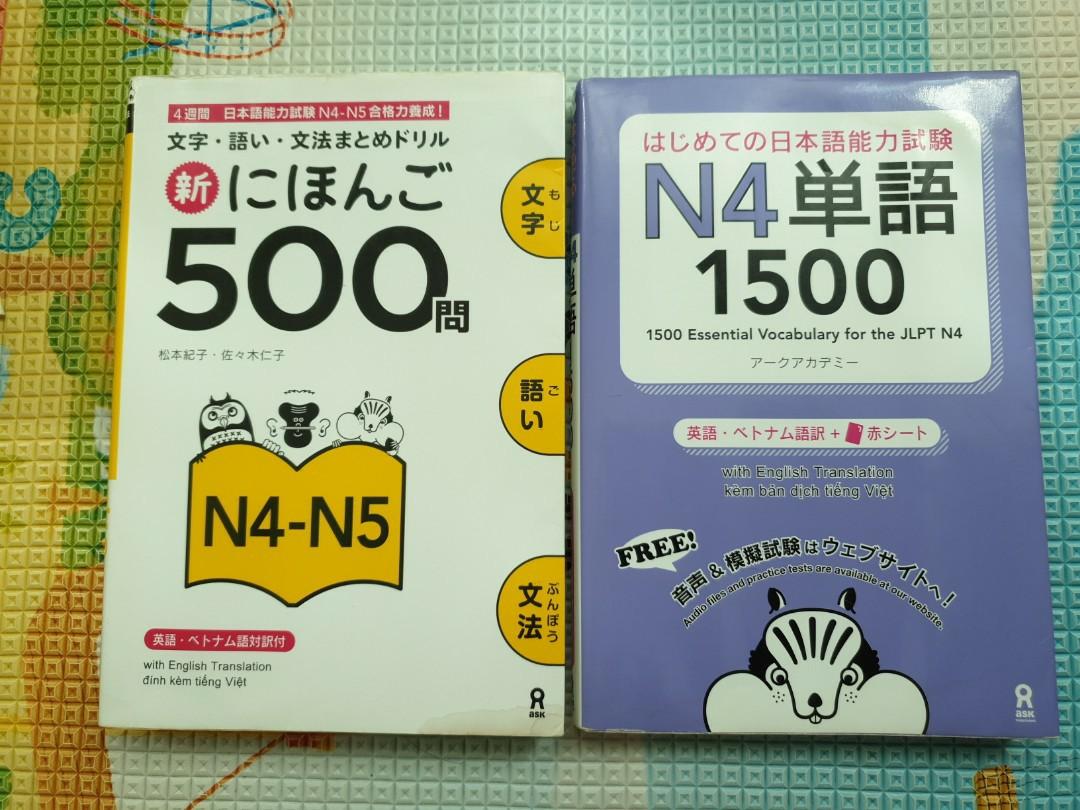 4週間 日本語能力試験N4-N5合格力養成!
文字・語い・文法まとめドリル
新にほんご
500問
松本紀子・佐々木仁子
もじ
文字
ご
語い
ぶんぽう
文法
N4-N5
英語・ベトナム語対訳付
with English Translation
đính kèm tiếng Việt
ask
はじめての日本語能力試験
N4単語
1500
1500 Essential Vocabulary for the JLPT N4
アークアカデミー
英語・ベトナム語訳+赤シート
with English Translation
kèm bản dịch tiếng Việt
FREE!
音声&模擬試験はウェブサイトへ!
Audio files and practice tests are available at our website.
ask